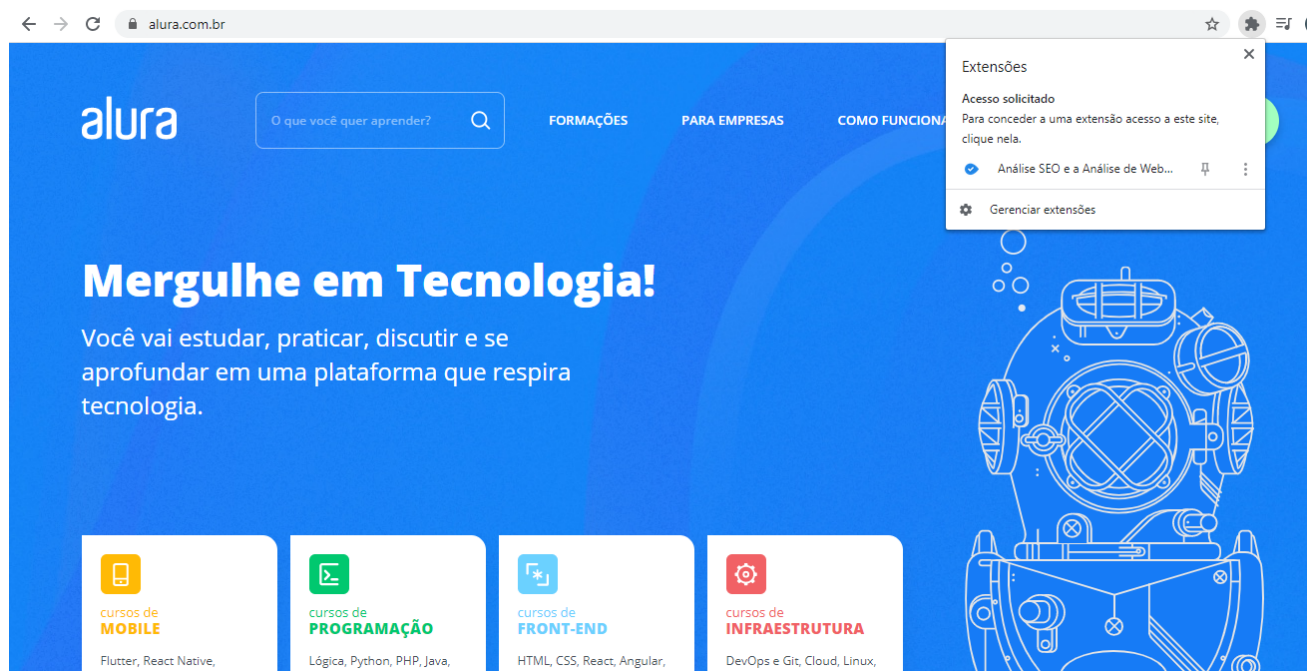 alura.com.br
alura
O que você quer aprender?
FORMAÇÕES
PARA EMPRESAS
COMO FUNCIONA
Extensões
Acesso solicitado
Para conceder a uma extensão acesso a este site,
clique nela.
Análise SEO e a Análise de Web...
Gerenciar extensões
Mergulhe em Tecnologia!
Você vai estudar, praticar, discutir e se
aprofundar em uma plataforma que respira
tecnologia.
cursos de
MOBILE
Flutter, React Native,
cursos de
PROGRAMAÇÃO
Lógica, Python, PHP, Java,
cursos de
FRONT-END
HTML, CSS, React, Angular,
cursos de
INFRAESTRUTURA
DevOps e Git, Cloud, Linux,